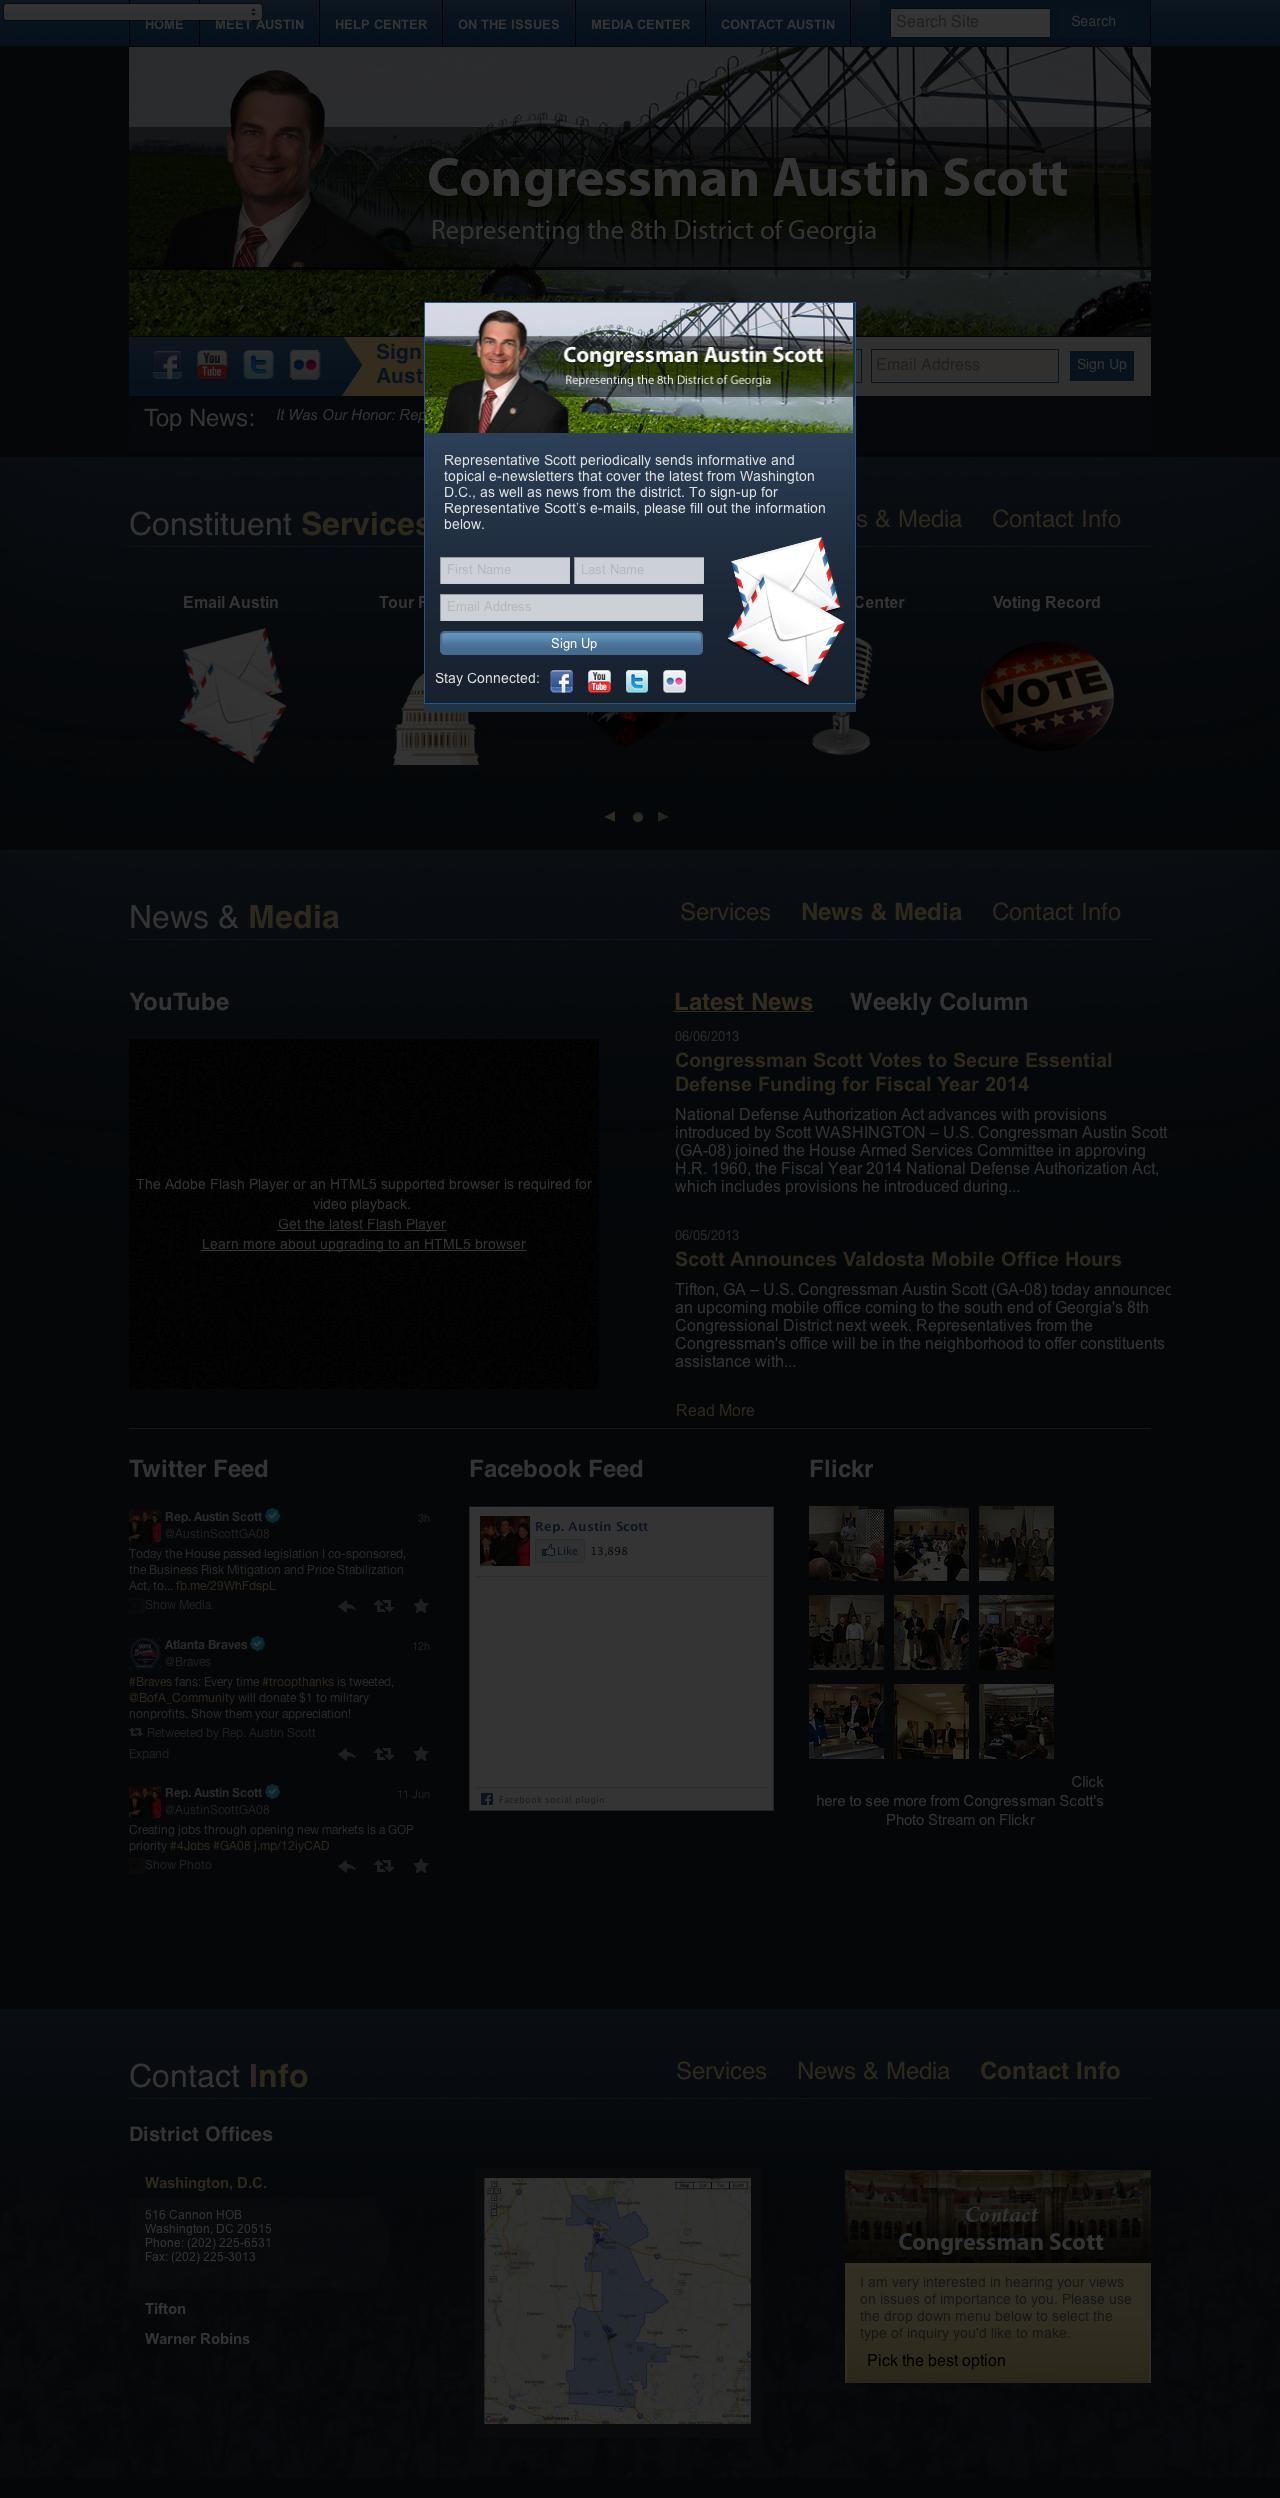 HOME
MEET AUSTIN
HELP CENTER
ON THE ISSUES
MEDIA CENTER
CONTACT AUSTIN
Search Site
Search
Congressman Austin Scott
Representing the 8th District of Georgia
Sign
Aust
Email Address
Sign Up
Top News:
It Was Our Honor: Rep
Congressman Austin Scott
Representing the 8th District of Georgia
Representative Scott periodically sends informative and
topical e-newsletters that cover the latest from Washington
D.C., as well as news from the district. To sign-up for
Representative Scott's e-mails, please fill out the information
below.
First Name
Last Name
Email Address
Sign Up
Stay Connected:
Constituent Services
s & Media
Contact Info
Email Austin
Tour F
Center
Voting Record
VOTE
News & Media
Services
News & Media
Contact Info
YouTube
The Adobe Flash Player or an HTML5 supported browser is required for
video playback.
Get the latest Flash Player
Learn more about upgrading to an HTML5 browser
Latest News
Weekly Column
06/06/2013
Congressman Scott Votes to Secure Essential
Defense Funding for Fiscal Year 2014
National Defense Authorization Act advances with provisions
introduced by Scott WASHINGTON – U.S. Congressman Austin Scott
(GA-08) joined the House Armed Services Committee in approving
H.R. 1960, the Fiscal Year 2014 National Defense Authorization Act,
which includes provisions he introduced during...
06/05/2013
Scott Announces Valdosta Mobile Office Hours
Tifton, GA – U.S. Congressman Austin Scott (GA-08) today announced
an upcoming mobile office coming to the south end of Georgia's 8th
Congressional District next week. Representatives from the
Congressman's office will be in the neighborhood to offer constituents
assistance with...
Read More
Twitter Feed
Rep. Austin Scott
3h
@AustinScottGA08
Today the House passed legislation I co-sponsored,
the Business Risk Mitigation and Price Stabilization
Act, to... fb.me/29WhFdspL
Show Media
Atlanta Braves
12h
@Braves
#Braves fans: Every time #troopthanks is tweeted,
@BofA_Community will donate $1 to military
nonprofits. Show them your appreciation!
Retweeted by Rep. Austin Scott
Expand
Rep. Austin Scott
11 Jun
@AustinScottGA08
Creating jobs through opening new markets is a GOP
priority #4Jobs #GA08 j.mp/12iyCAD
Show Photo
Facebook Feed
Rep. Austin Scott
Like
13,898
Facebook social plugin
Flickr
Click
here to see more from Congressman Scott's
Photo Stream on Flickr
Contact Info
Services
News & Media
Contact Info
District Offices
Washington, D.C.
516 Cannon HOB
Washington, DC 20515
Phone: (202) 225-6531
Fax: (202) 225-3013
Tifton
Warner Robins
Contact
Congressman Scott
I am very interested in hearing your views
on issues of importance to you. Please use
the drop down menu below to select the
type of inquiry you'd like to make.
Pick the best option